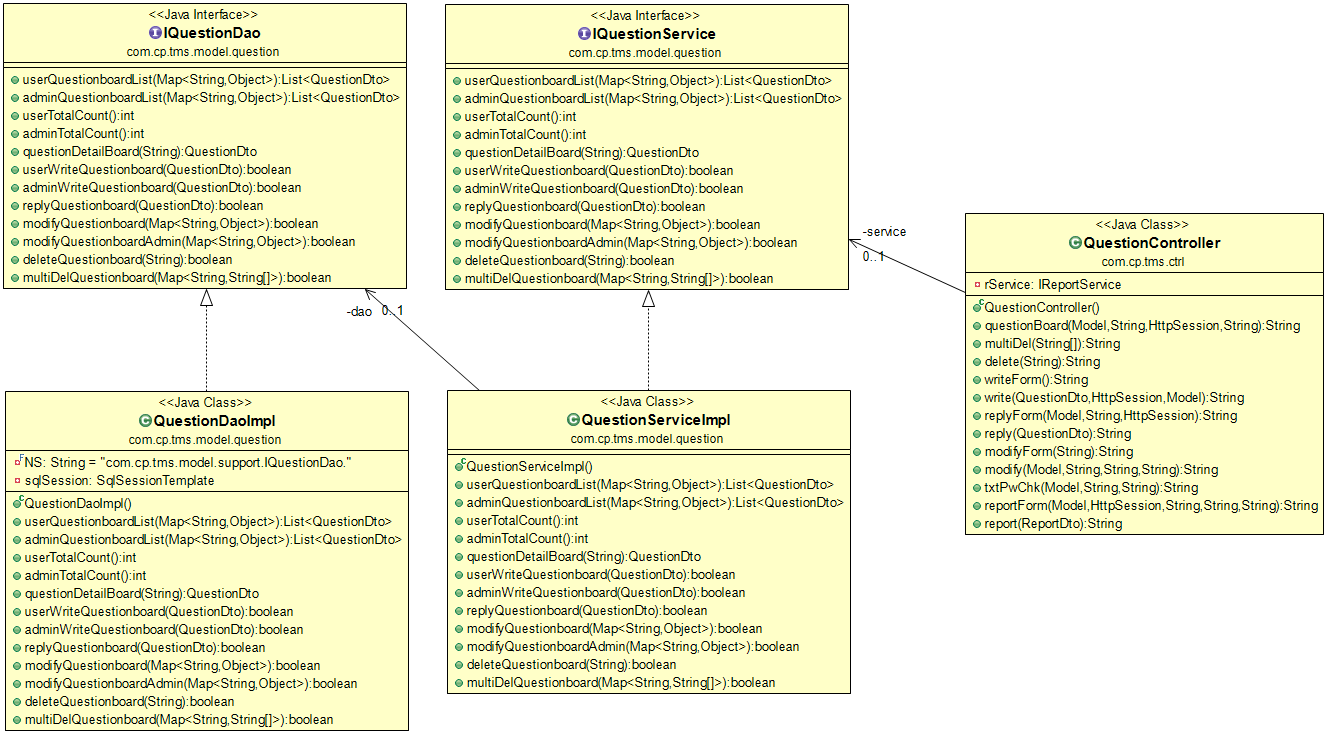 <<Java Interface>>
IQuestionDao
com.cp.tms.model.question
userQuestionboardList(Map<String,Object>):List<QuestionDto>
adminQuestionboardList(Map<String,Object>):List<QuestionDto>
userTotalCount():int
adminTotalCount():int
questionDetailBoard(String):QuestionDto
userWriteQuestionboard(QuestionDto):boolean
adminWriteQuestionboard(QuestionDto):boolean
replyQuestionboard(QuestionDto):boolean
modifyQuestionboard(Map<String,Object>):boolean
modifyQuestionboardAdmin(Map<String,Object>):boolean
deleteQuestionboard(String):boolean
multiDelQuestionboard(Map<String,String[]>):boolean
<<Java Interface>>
IQuestionService
com.cp.tms.model.question
userQuestionboardList(Map<String,Object>):List<QuestionDto>
adminQuestionboardList(Map<String,Object>):List<QuestionDto>
userTotalCount():int
adminTotalCount():int
questionDetailBoard(String):QuestionDto
userWriteQuestionboard(QuestionDto):boolean
adminWriteQuestionboard(QuestionDto):boolean
replyQuestionboard(QuestionDto):boolean
modifyQuestionboard(Map<String,Object>):boolean
modifyQuestionboardAdmin(Map<String,Object>):boolean
deleteQuestionboard(String):boolean
multiDelQuestionboard(Map<String,String[]>):boolean
-service
0..1
<<Java Class>>
QuestionController
com.cp.tms.ctrl
rService: IReportService
QuestionController()
questionBoard(Model,String,HttpSession,String):String
multiDel(String[]):String
delete(String):String
writeForm():String
write(QuestionDto,HttpSession,Model):String
replyForm(Model,String,HttpSession):String
reply(QuestionDto):String
modifyForm(String):String
modify(Model,String,String,String):String
txtPwChk(Model,String,String):String
reportForm(Model,HttpSession,String,String,String):String
report(ReportDto):String
-dao 0..1
<<Java Class>>
QuestionDaoImpl
com.cp.tms.model.question
NS: String = "com.cp.tms.model.support.IQuestionDao."
sqlSession: SqlSessionTemplate
QuestionDaoImpl()
userQuestionboardList(Map<String,Object>):List<QuestionDto>
adminQuestionboardList(Map<String,Object>):List<QuestionDto>
userTotalCount():int
adminTotalCount():int
questionDetailBoard(String):QuestionDto
userWriteQuestionboard(QuestionDto):boolean
adminWriteQuestionboard(QuestionDto):boolean
replyQuestionboard(QuestionDto):boolean
modifyQuestionboard(Map<String,Object>):boolean
modifyQuestionboardAdmin(Map<String,Object>):boolean
deleteQuestionboard(String):boolean
multiDelQuestionboard(Map<String,String[]>):boolean
<<Java Class>>
QuestionServiceImpl
com.cp.tms.model.question
QuestionServiceImpl()
userQuestionboardList(Map<String,Object>):List<QuestionDto>
adminQuestionboardList(Map<String,Object>):List<QuestionDto>
userTotalCount():int
adminTotalCount():int
questionDetailBoard(String):QuestionDto
userWriteQuestionboard(QuestionDto):boolean
adminWriteQuestionboard(QuestionDto):boolean
replyQuestionboard(QuestionDto):boolean
modifyQuestionboard(Map<String,Object>):boolean
modifyQuestionboardAdmin(Map<String,Object>):boolean
deleteQuestionboard(String):boolean
multiDelQuestionboard(Map<String,String[]>):boolean